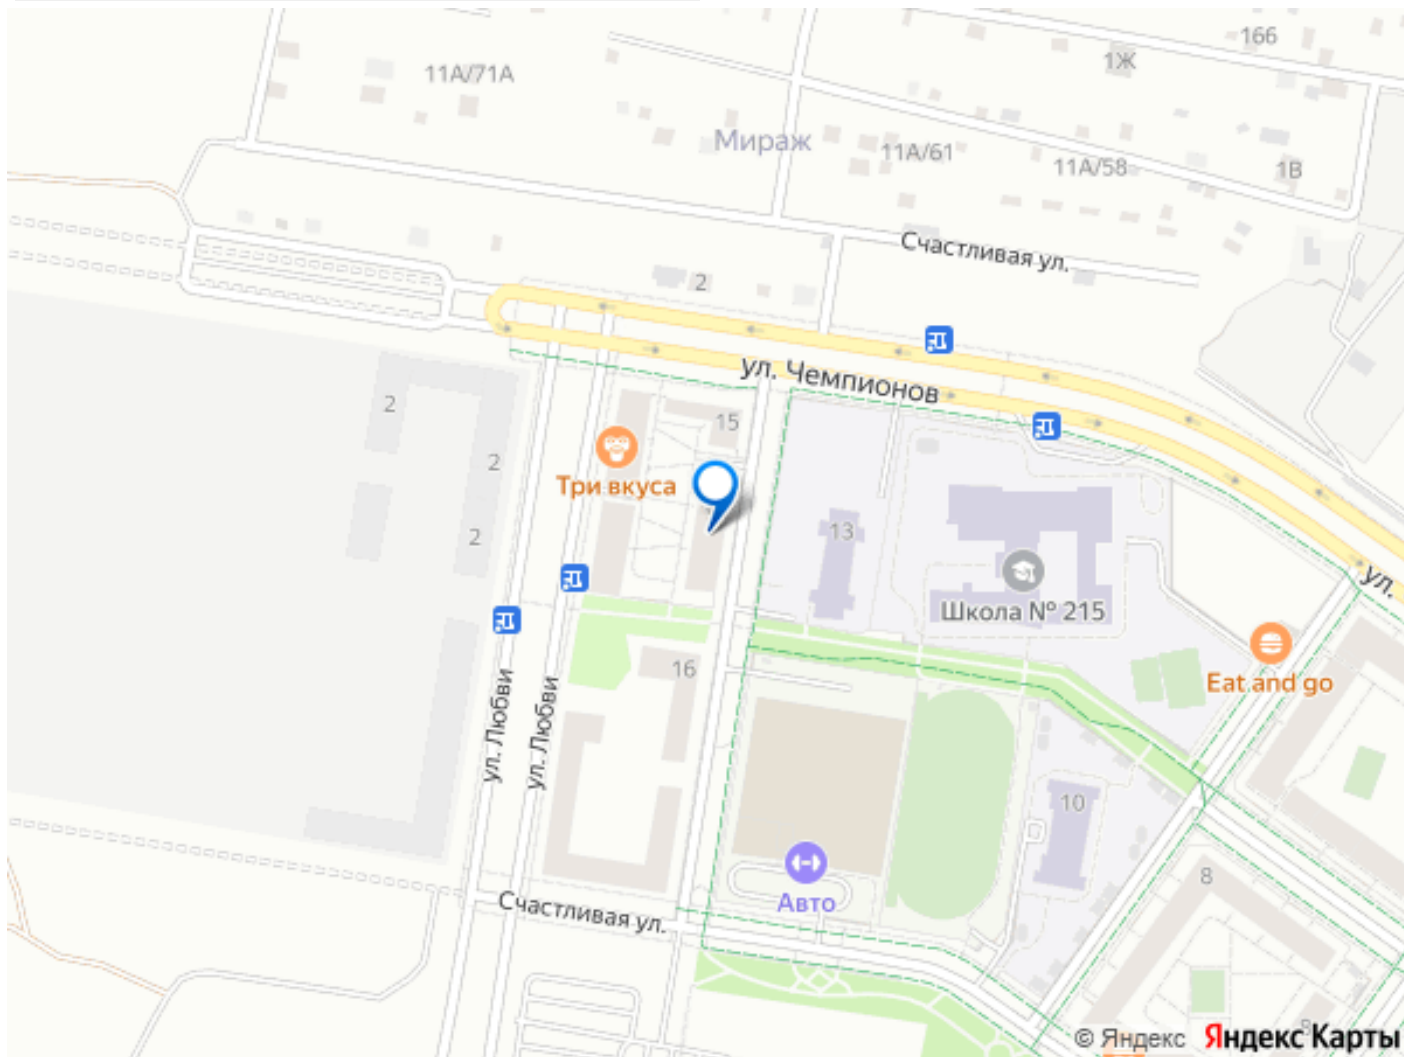 166
1Ж
11А/71А
Мираж
11А/61
11А/58
1В
Счастливая ул.
2
ул. Чемпионов
2
15
2
Три вкуса
2
13
ул.
Школа № 215
16
Eat and go
ул. Любви
ул. Любви
10
8
Авто
Счастливая ул.
© Яндекс Яндекс Карты